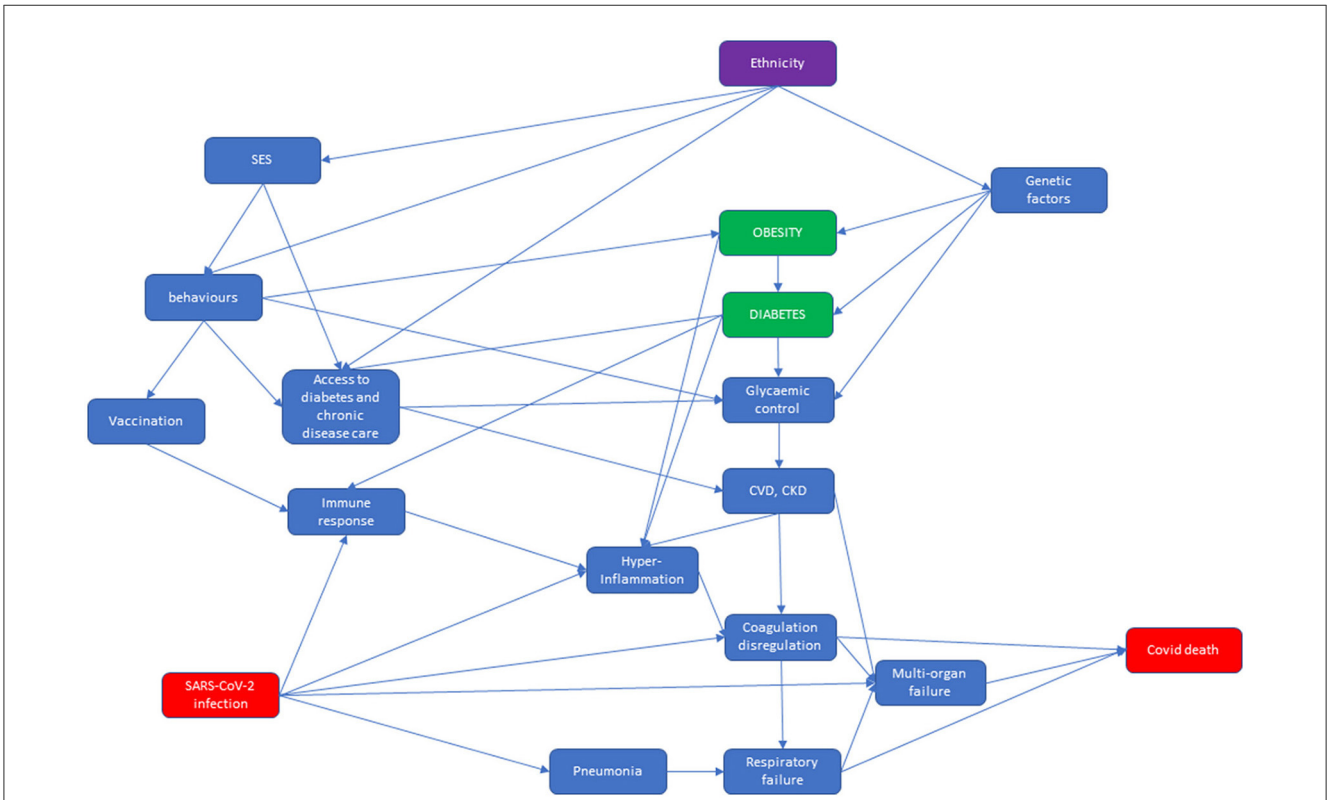 Ethnicity
SES
Genetic
factors
OBESITY
behaviours
DIABETES
Access to
diabetes and
chronic
disease care
Glycaemic
control
Vaccination
CVD, CKD
Immune
response
Hyper-
Inflammation
Coagulation
disregulation
Covid death
SARS-CoV-2
infection
Multi-organ
failure
Pneumonia
Respiratory
failure